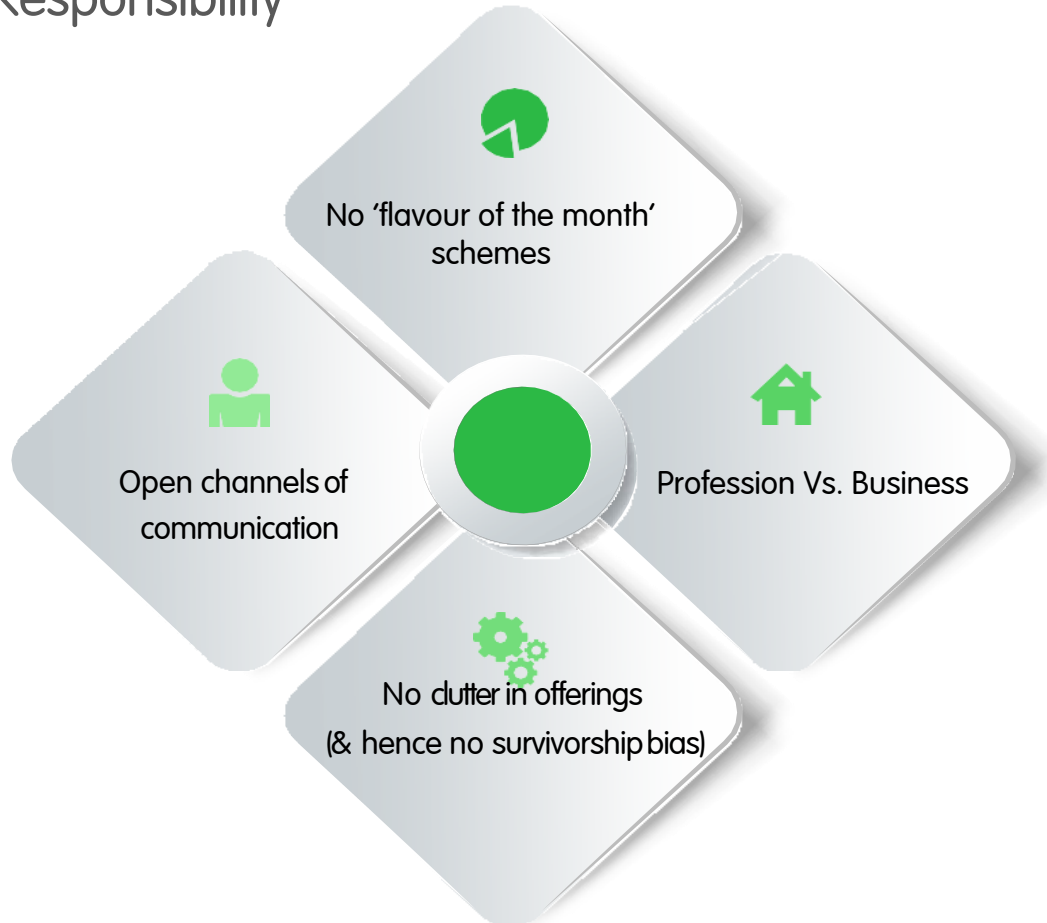 Responsibility
No ‘flavour of the month’
schemes
Open channels of
communication
Profession Vs. Business
No clutter in offerings
(& hence no survivorship bias)